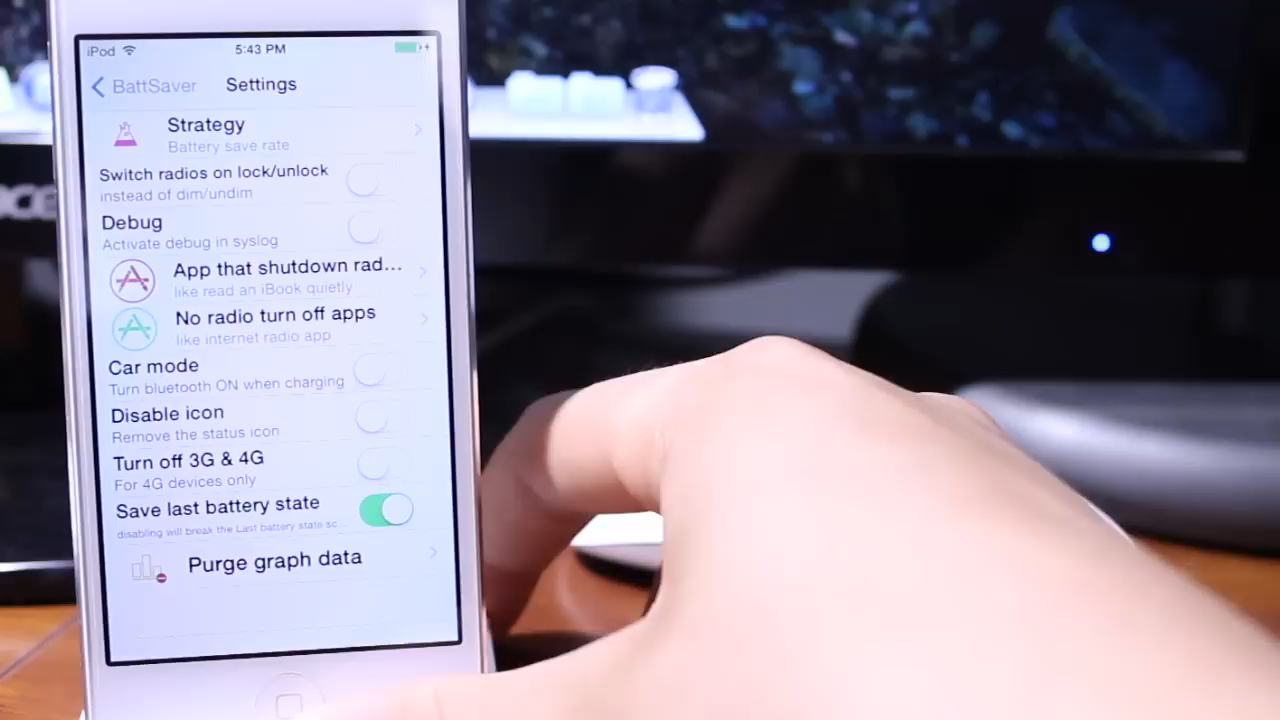 iPod 5:43 PM
BattSaver Settings
Strategy
Battery save rate
Switch radios on lock/unlock
instead of dim/undim
Debug
Activate debug in syslog
App that shutdown rad...
like read an iBook quietly
No radio turn off apps
like internet radio app
Car mode
Turn bluetooth ON when charging
Disable icon
Remove the status icon
Turn off 3G & 4G
For 4G devices only
Save last battery state
disabling will break the Last battery state sc...
Purge graph data